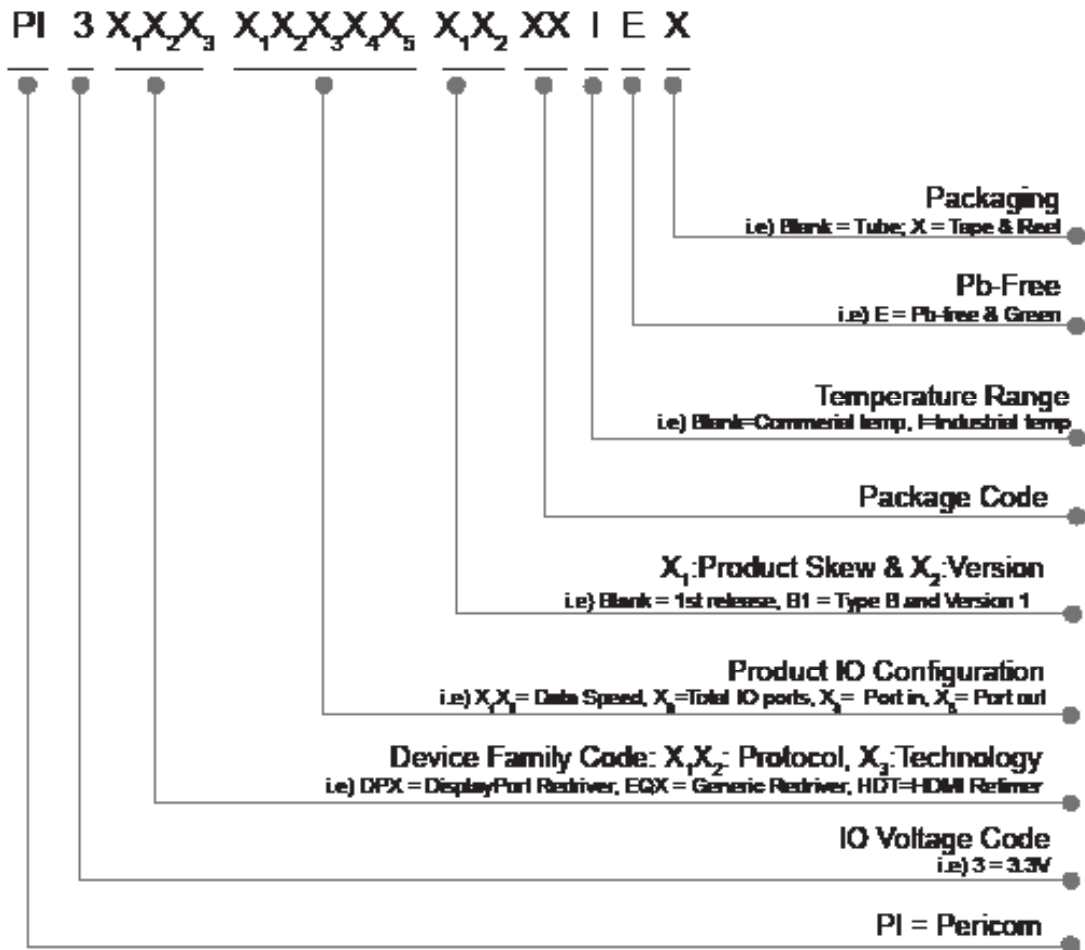 PI 3 X₁X₂X₃ X₁X₂X₃X₄X₅ X₁X₂ XX I E X
Packaging
i.e) Blank = Tube; X = Tape & Reel
Pb-Free
i.e) E = Pb-free & Green
Temperature Range
i.e) Blank=Commerial temp, I=Industrial temp
Package Code
X₁:Product Skew & X₂:Version
i.e) Blank = 1st release, B1 = Type B and Version 1
Product IO Configuration
i.e) = Data Speed, =Total IO ports, = Port in, X₅= Port out
Device Family Code: X₁X₂: Protocol, X₃:Technology
i.e) DPX = DisplayPort Redriver, EQX = Generic Redriver, HDT=HDMI Retimer
IO Voltage Code
i.e) 3 = 3.3V
PI = Pericom